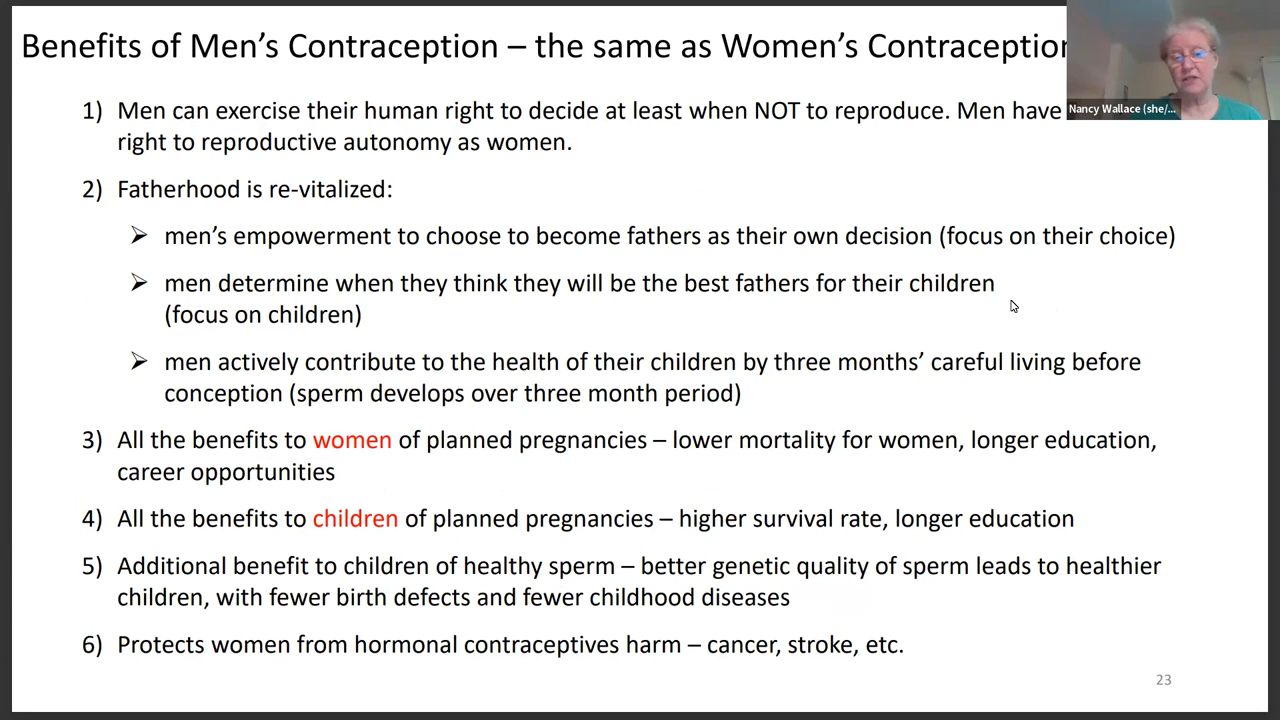 Benefits of Men's Contraception – the same as Women's Contraception
Nancy Wallace (she/...
1) Men can exercise their human right to decide at least when NOT to reproduce. Men have
right to reproductive autonomy as women.
2) Fatherhood is re-vitalized:
➢ men's empowerment to choose to become fathers as their own decision (focus on their choice)
➢ men determine when they think they will be the best fathers for their children
(focus on children)
➢ men actively contribute to the health of their children by three months' careful living before
conception (sperm develops over three month period)
3) All the benefits to women of planned pregnancies – lower mortality for women, longer education,
career opportunities
4) All the benefits to children of planned pregnancies – higher survival rate, longer education
5) Additional benefit to children of healthy sperm – better genetic quality of sperm leads to healthier
children, with fewer birth defects and fewer childhood diseases
6) Protects women from hormonal contraceptives harm – cancer, stroke, etc.
23